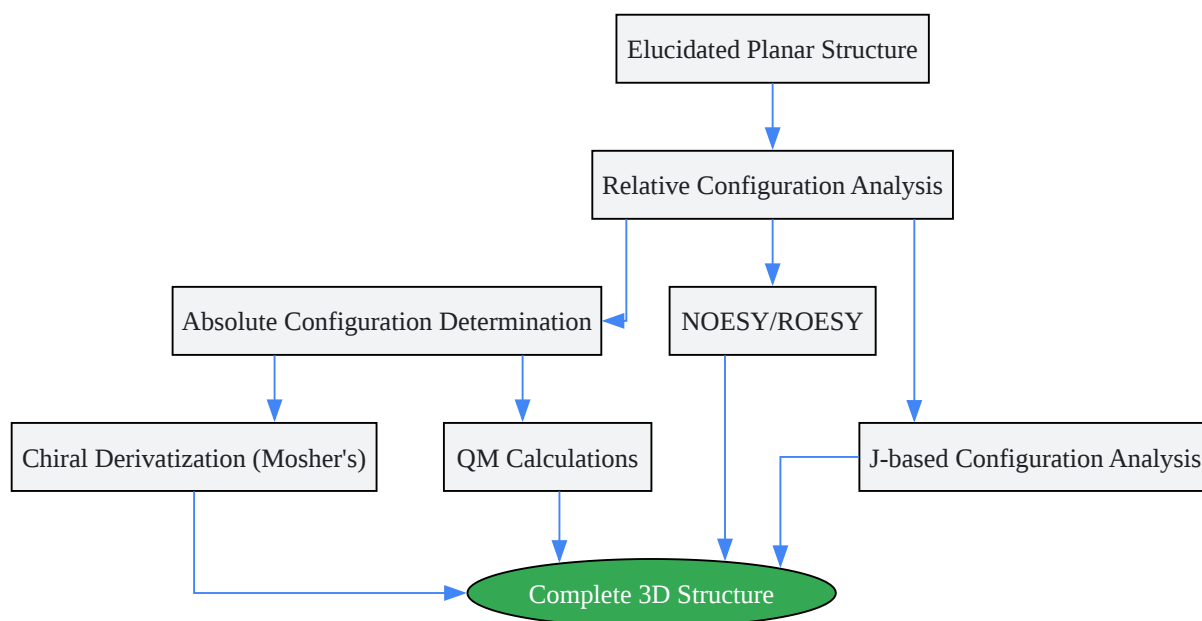 Elucidated Planar Structure
Relative Configuration Analysis
Absolute Configuration Determination
NOESY/ROESY
Chiral Derivatization (Mosher's)
QM Calculations
J-based Configuration Analysis
Complete 3D Structure